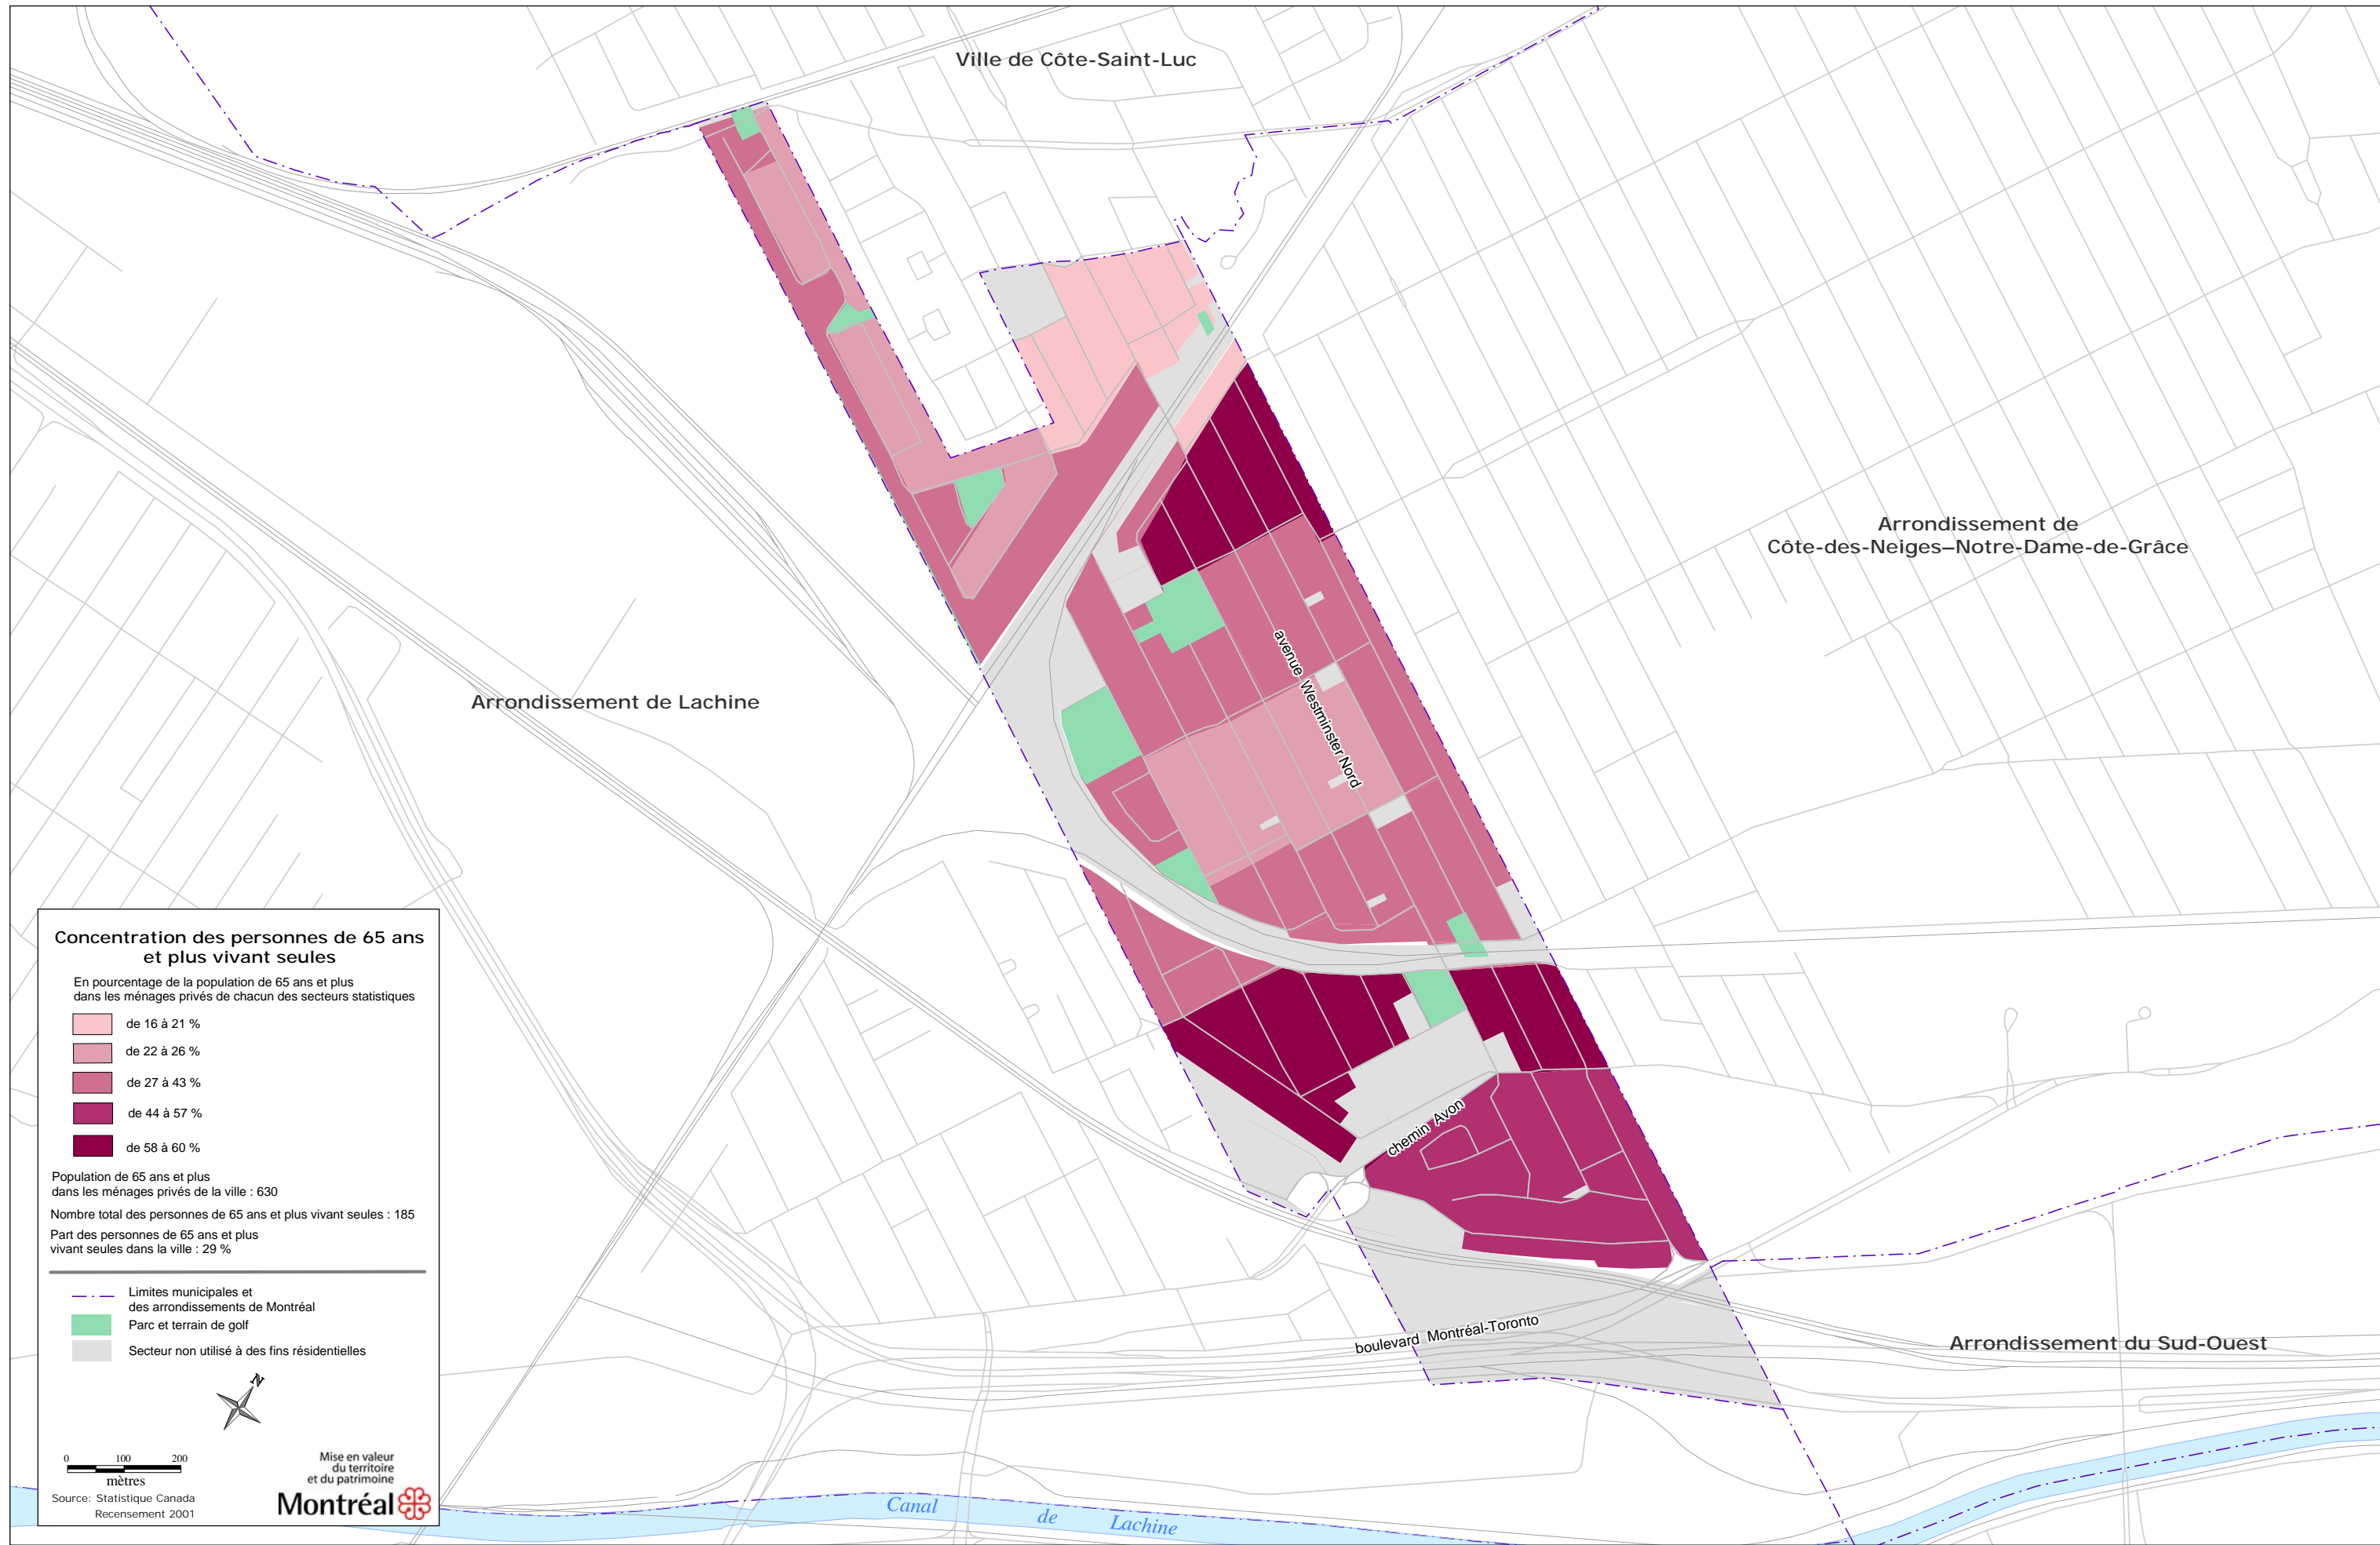 Ville de Côte-Saint-Luc
Arrondissement de
Côte-des-Neiges–Notre-Dame-de-Grâce
Arrondissement de Lachine
avenue Westminster Nord
chemin Avon
boulevard Montréal-Toronto
Arrondissement du Sud-Ouest
Canal de Lachine
Concentration des personnes de 65 ans
et plus vivant seules
En pourcentage de la population de 65 ans et plus
dans les ménages privés de chacun des secteurs statistiques
de 16 à 21 %
de 22 à 26 %
de 27 à 43 %
de 44 à 57 %
de 58 à 60 %
Population de 65 ans et plus
dans les ménages privés de la ville : 630
Nombre total des personnes de 65 ans et plus vivant seules : 185
Part des personnes de 65 ans et plus
vivant seules dans la ville : 29 %
Limites municipales et
des arrondissements de Montréal
Parc et terrain de golf
Secteur non utilisé à des fins résidentielles
N
0 100 200
mètres
Source: Statistique Canada
Recensement 2001
Mise en valeur
du territoire
et du patrimoine
Montréal